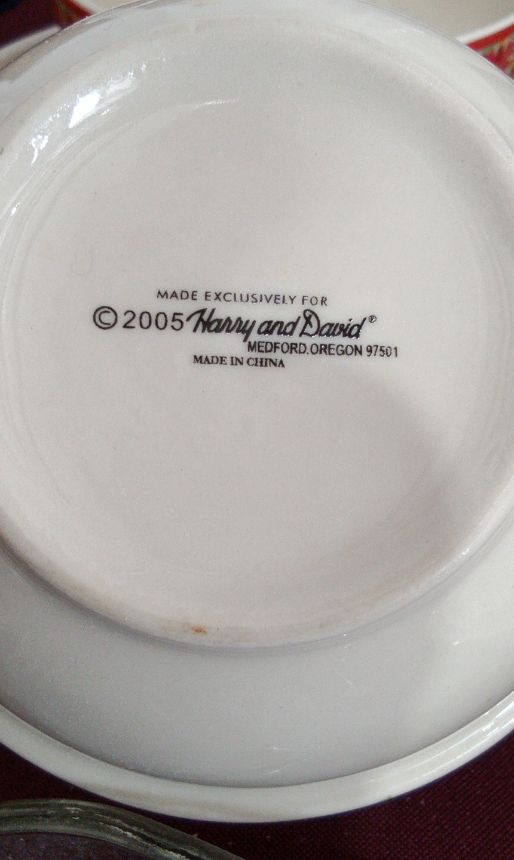 MADE EXCLUSIVELY FOR
©2005 Harry and David®
MEDFORD.OREGON 97501
MADE IN CHINA